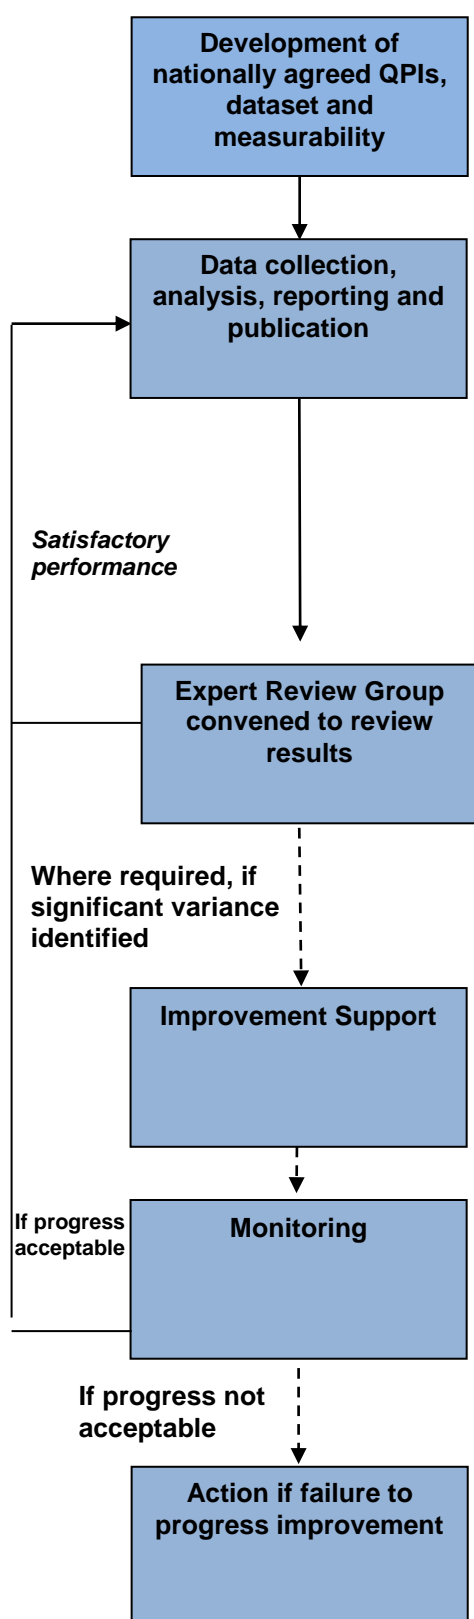 Development of
nationally agreed QPIs,
dataset and
measurability
Data collection,
analysis, reporting and
publication
Satisfactory
performance
Expert Review Group
convened to review
results
Where required, if
significant variance
identified
Improvement Support
If progress
acceptable
Monitoring
If progress not
acceptable
Action if failure to
progress improvement